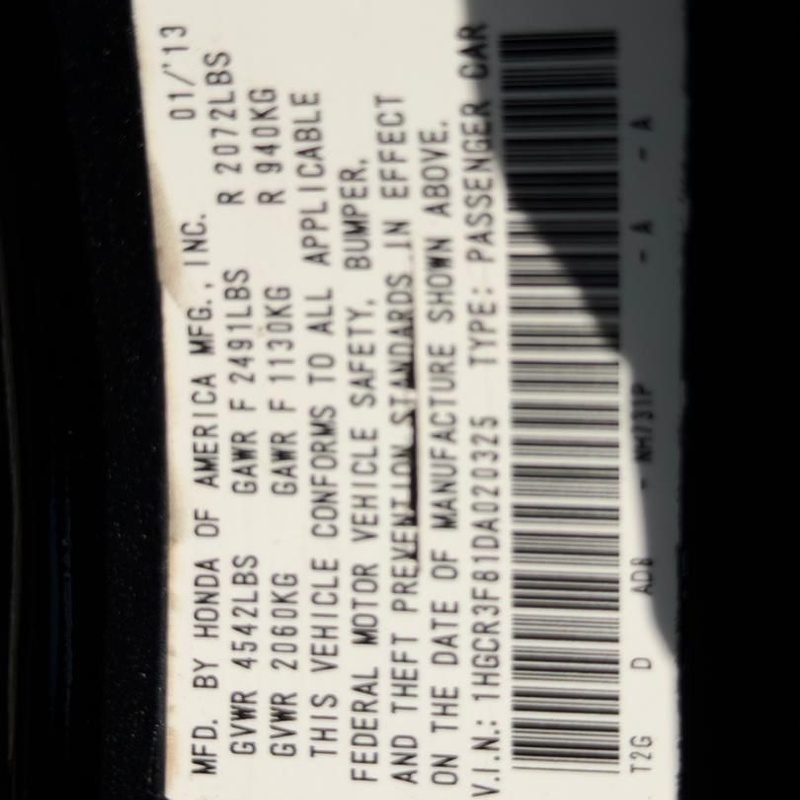 MFD. BY HONDA OF AMERICA MFG., INC. 01/'13
GVWR 4542LBS GAWR F 2491LBS R 2072LBS
GVWR 2060KG GAWR F 1130KG R 940KG
THIS VEHICLE CONFORMS TO ALL APPLICABLE
FEDERAL MOTOR VEHICLE SAFETY, BUMPER,
AND THEFT PREVENTION STANDARDS IN EFFECT
ON THE DATE OF MANUFACTURE SHOWN ABOVE.
V.I.N.: 1HGCR3F81DA020325 TYPE: PASSENGER CAR
T2G D AD8 - NH731P - A - A